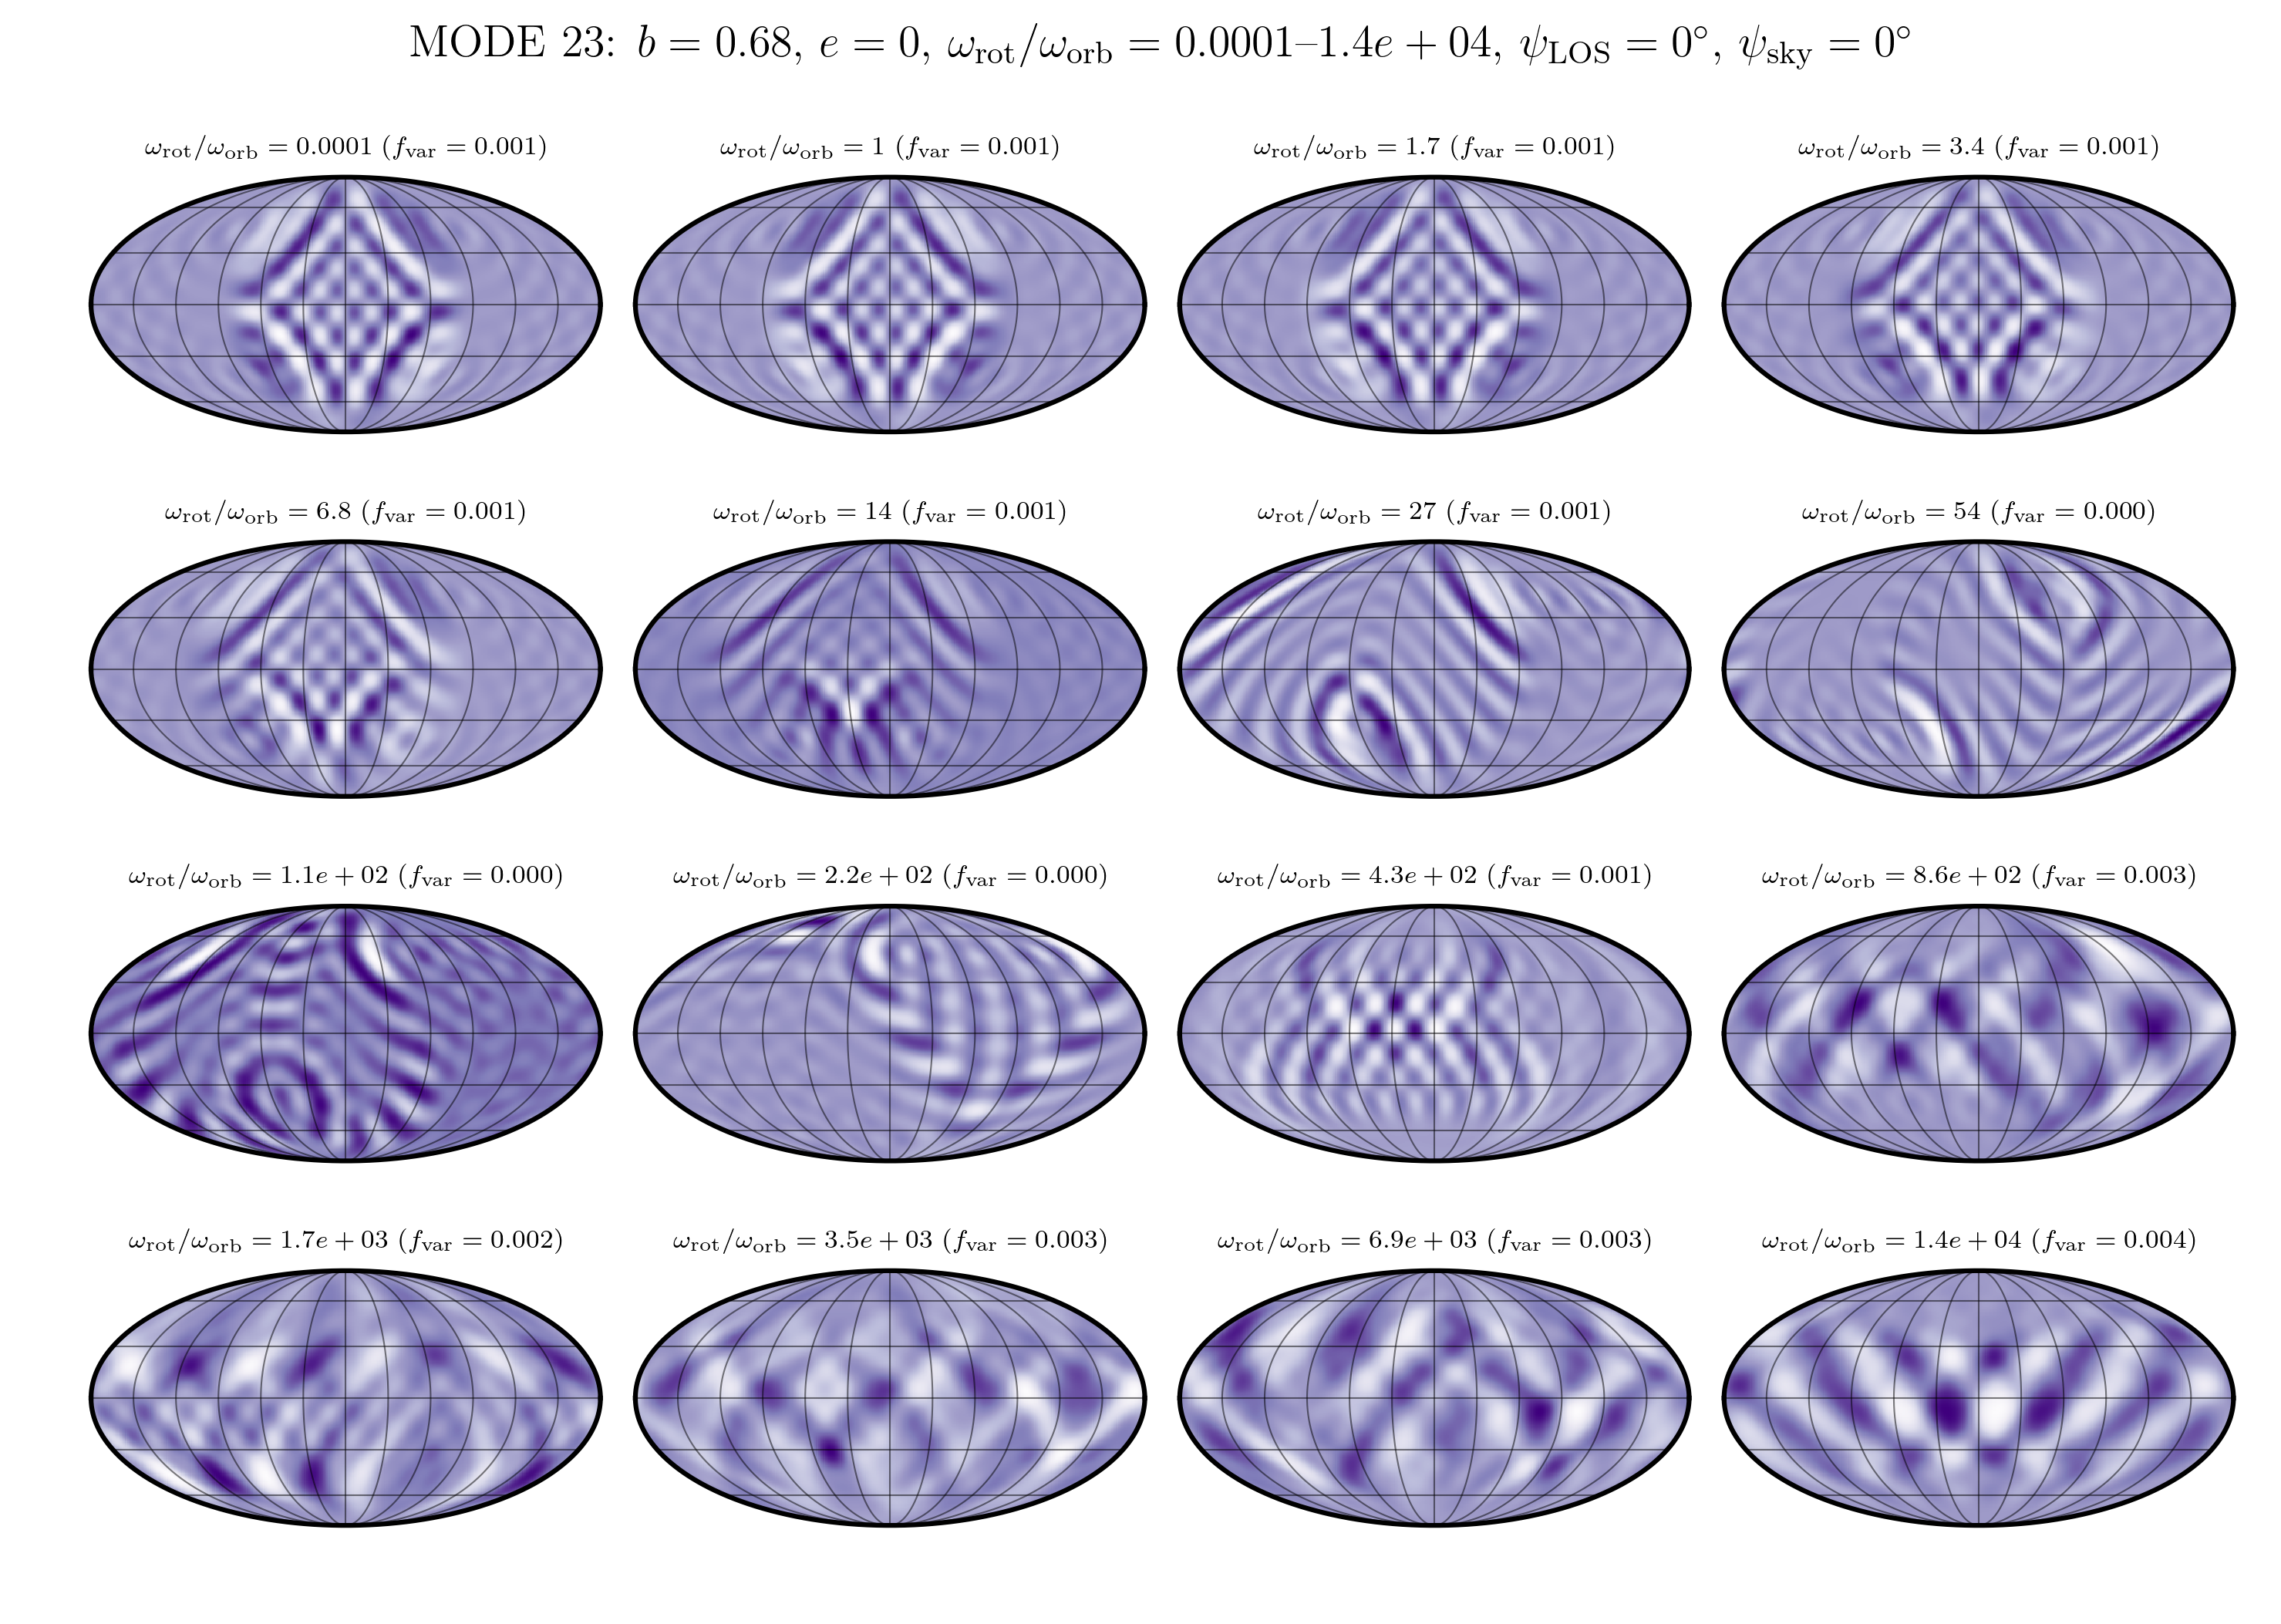 MODE 23: b = 0.68, e = 0, ω_rot/ω_orb = 0.0001–1.4e + 04, ψ_LOS = 0°, ψ_sky = 0°
ω_rot/ω_orb = 0.0001 (f_var = 0.001)
ω_rot/ω_orb = 1 (f_var = 0.001)
ω_rot/ω_orb = 1.7 (f_var = 0.001)
ω_rot/ω_orb = 3.4 (f_var = 0.001)
ω_rot/ω_orb = 6.8 (f_var = 0.001)
ω_rot/ω_orb = 14 (f_var = 0.001)
ω_rot/ω_orb = 27 (f_var = 0.001)
ω_rot/ω_orb = 54 (f_var = 0.000)
ω_rot/ω_orb = 1.1e + 02 (f_var = 0.000)
ω_rot/ω_orb = 2.2e + 02 (f_var = 0.000)
ω_rot/ω_orb = 4.3e + 02 (f_var = 0.001)
ω_rot/ω_orb = 8.6e + 02 (f_var = 0.003)
ω_rot/ω_orb = 1.7e + 03 (f_var = 0.002)
ω_rot/ω_orb = 3.5e + 03 (f_var = 0.003)
ω_rot/ω_orb = 6.9e + 03 (f_var = 0.003)
ω_rot/ω_orb = 1.4e + 04 (f_var = 0.004)